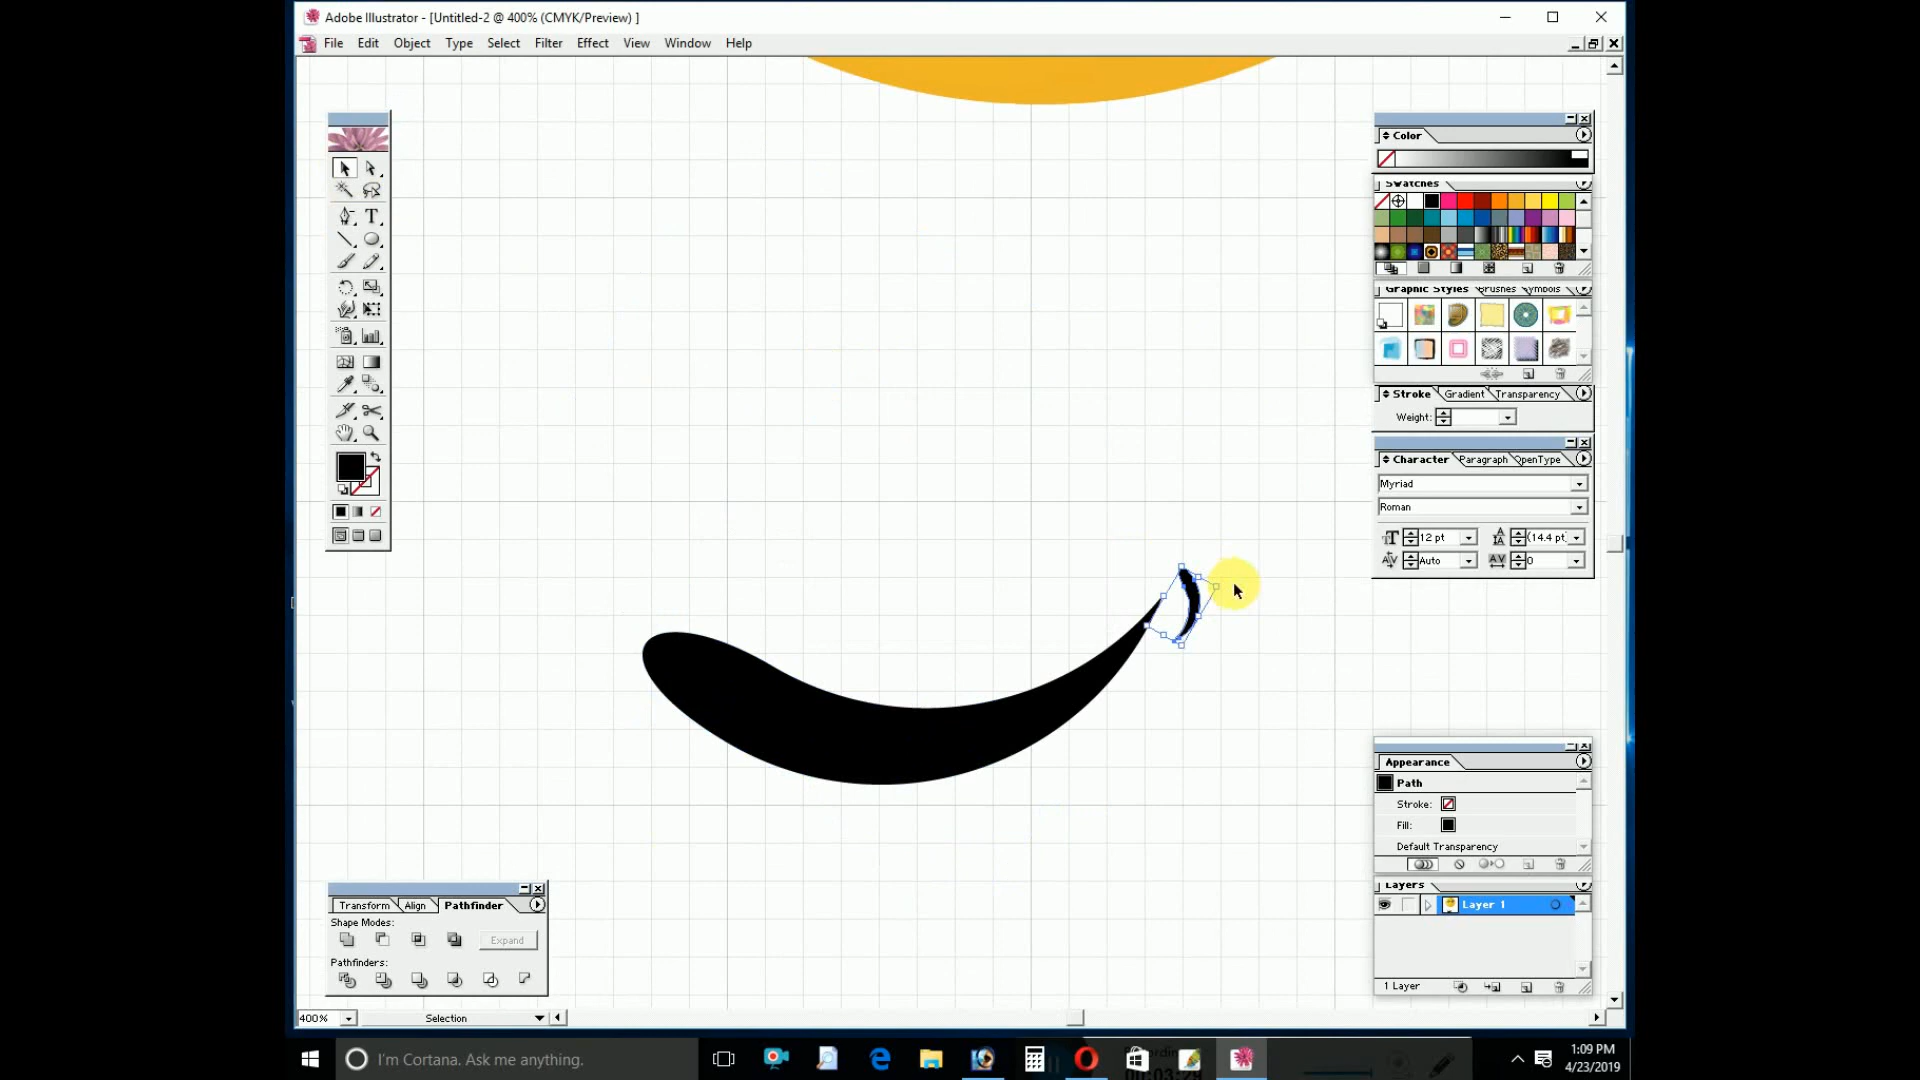 Adobe Illustrator - [Untitled-2 @ 400% (CMYK/Preview) ]
File Edit Object Type Select Filter Effect View Window Help
Color
Swatches
Graphic Styles Brushes Symbols
Stroke Gradient Transparency
Weight:
Character Paragraph OpenType
Myriad
Roman
12 pt (14.4 pt)
Auto 0
Appearance
Path
Stroke:
Fill:
Default Transparency
Layers
Layer 1
1 Layer
Transform Align Pathfinder
Shape Modes:
Expand
Pathfinders:
400% Selection
I'm Cortana. Ask me anything.
00:03:29
1:09 PM
4/23/2019